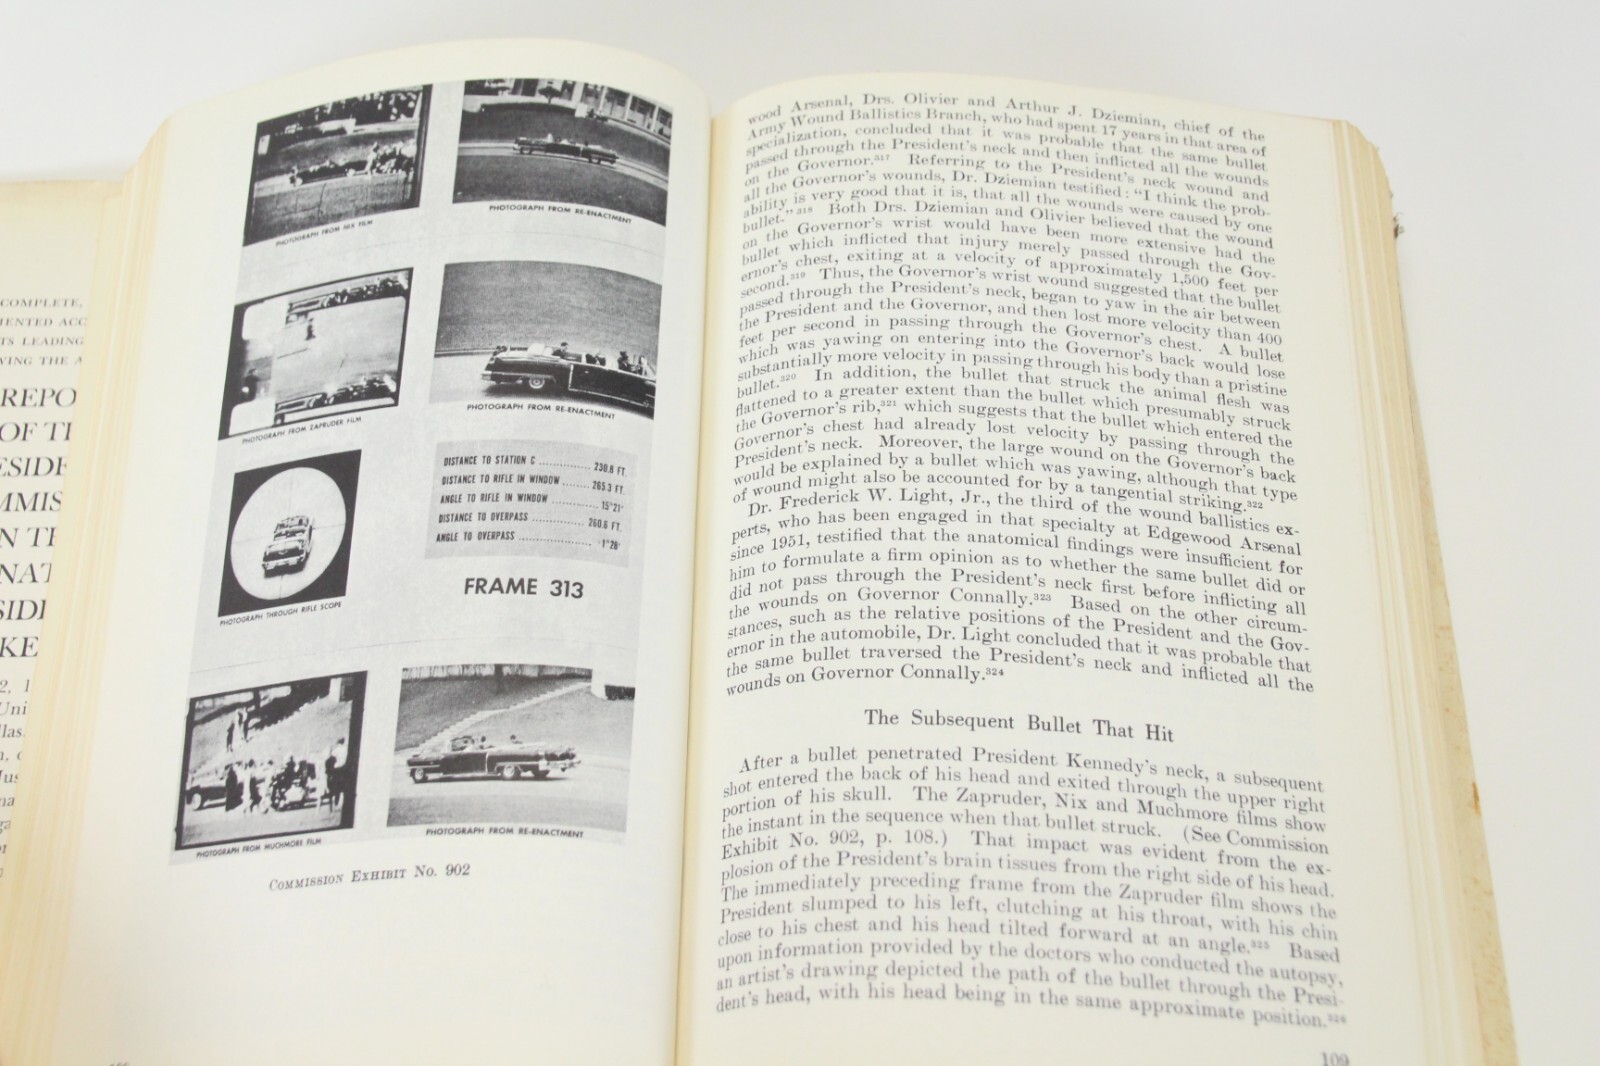 COMPLETE,
MENTED ACC
TS LEADING
WING THE A
REPO
OF TH
ESIDE
MMIS
N TH
NAT
SIDE
KE
PHOTOGRAPH FROM NIX FILM
PHOTOGRAPH FROM RE-ENACTMENT
PHOTOGRAPH FROM ZAPRUDER FILM
PHOTOGRAPH FROM RE-ENACTMENT
DISTANCE TO STATION C .............. 230.8 FT.
DISTANCE TO RIFLE IN WINDOW ....... 265.3 FT.
ANGLE TO RIFLE IN WINDOW ............ 15°21'
DISTANCE TO OVERPASS ................ 260.6 FT.
ANGLE TO OVERPASS .................... 1°28'
FRAME 313
PHOTOGRAPH THROUGH RIFLE SCOPE
PHOTOGRAPH FROM MUCHMORE FILM
PHOTOGRAPH FROM RE-ENACTMENT
COMMISSION EXHIBIT NO. 902
wood Arsenal, Drs. Olivier and Arthur J. Dziemian, chief of the
Army Wound Ballistics Branch, who had spent 17 years in that area of
specialization, concluded that it was probable that the same bullet
passed through the President's neck and then inflicted all the wounds
on the Governor.317 Referring to the President's neck wound and
all the Governor's wounds, Dr. Dziemian testified: "I think the prob-
ability is very good that it is, that all the wounds were caused by one
bullet." 318 Both Drs. Dziemian and Olivier believed that the wound
on the Governor's wrist would have been more extensive had the
bullet which inflicted that injury merely passed through the Gov-
ernor's chest, exiting at a velocity of approximately 1,500 feet per
second.319 Thus, the Governor's wrist wound suggested that the bullet
passed through the President's neck, began to yaw in the air between
the President and the Governor, and then lost more velocity than 400
feet per second in passing through the Governor's chest. A bullet
which was yawing on entering into the Governor's back would lose
substantially more velocity in passing through his body than a pristine
bullet.320 In addition, the bullet that struck the animal flesh was
flattened to a greater extent than the bullet which presumably struck
the Governor's rib,321 which suggests that the bullet which entered the
Governor's chest had already lost velocity by passing through the
President's neck. Moreover, the large wound on the Governor's back
would be explained by a bullet which was yawing, although that type
of wound might also be accounted for by a tangential striking.322
Dr. Frederick W. Light, Jr., the third of the wound ballistics ex-
perts, who has been engaged in that specialty at Edgewood Arsenal
since 1951, testified that the anatomical findings were insufficient for
him to formulate a firm opinion as to whether the same bullet did or
did not pass through the President's neck first before inflicting all
the wounds on Governor Connally.323 Based on the other circum-
stances, such as the relative positions of the President and the Gov-
ernor in the automobile, Dr. Light concluded that it was probable that
the same bullet traversed the President's neck and inflicted all the
wounds on Governor Connally.324
The Subsequent Bullet That Hit
After a bullet penetrated President Kennedy's neck, a subsequent
shot entered the back of his head and exited through the upper right
portion of his skull. The Zapruder, Nix and Muchmore films show
the instant in the sequence when that bullet struck. (See Commission
Exhibit No. 902, p. 108.) That impact was evident from the ex-
plosion of the President's brain tissues from the right side of his head.
The immediately preceding frame from the Zapruder film shows the
President slumped to his left, clutching at his throat, with his chin
close to his chest and his head tilted forward at an angle.325 Based
upon information provided by the doctors who conducted the autopsy,
an artist's drawing depicted the path of the bullet through the Presi-
dent's head, with his head being in the same approximate position.326
109